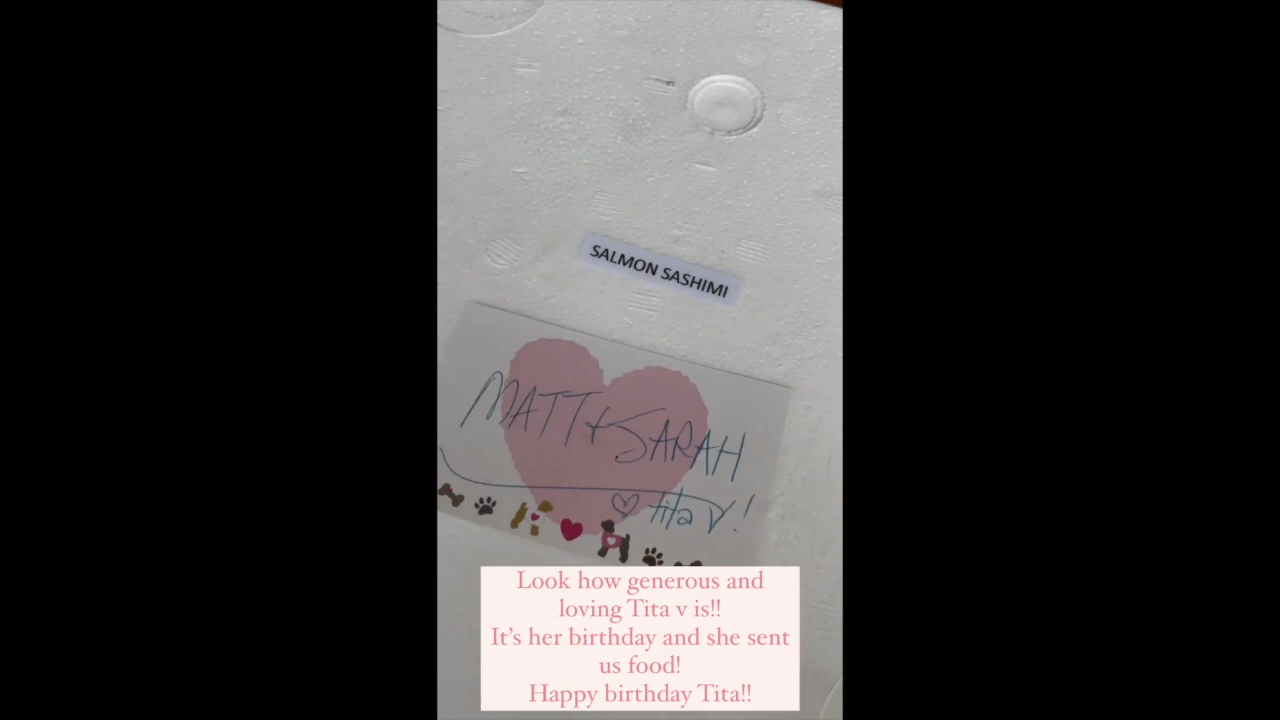 SALMON SASHIMI
MATT + SARAH
♡ tita V!
Look how generous and
loving Tita v is!!
It's her birthday and she sent
us food!
Happy birthday Tita!!